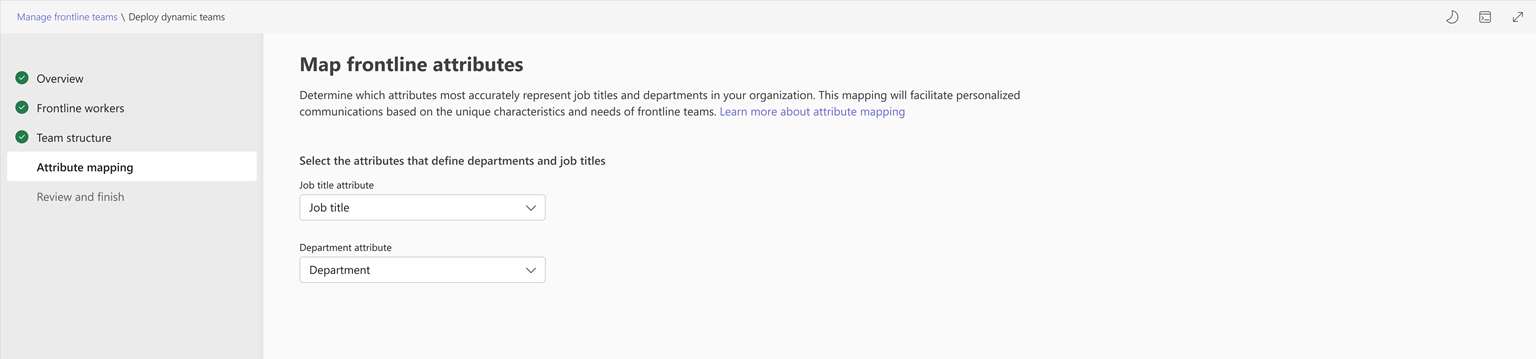 Manage frontline teams \ Deploy dynamic teams
Overview
Frontline workers
Team structure
Attribute mapping
Review and finish
Map frontline attributes
Determine which attributes most accurately represent job titles and departments in your organization. This mapping will facilitate personalized
communications based on the unique characteristics and needs of frontline teams. Learn more about attribute mapping
Select the attributes that define departments and job titles
Job title attribute
Job title
Department attribute
Department